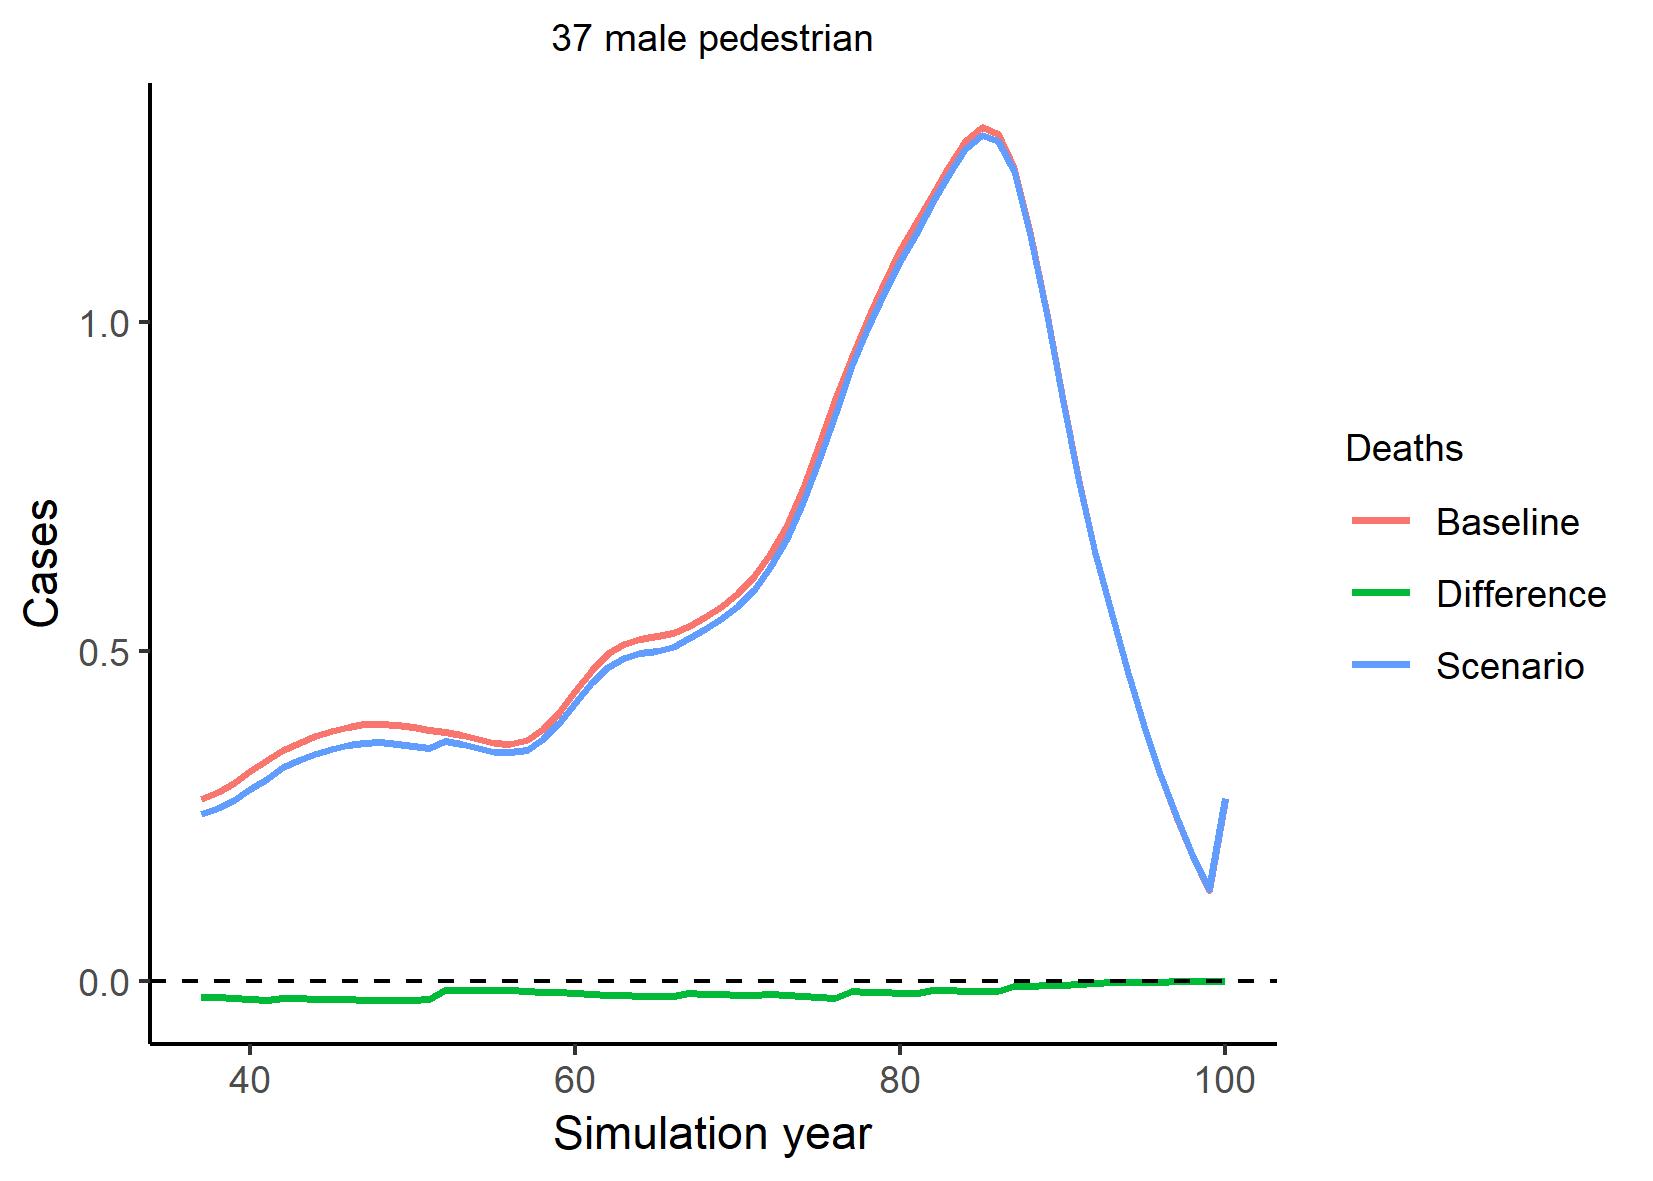 37 male pedestrian
Cases
1.0
0.5
0.0
40 60 80 100
Simulation year
Deaths
Baseline
Difference
Scenario